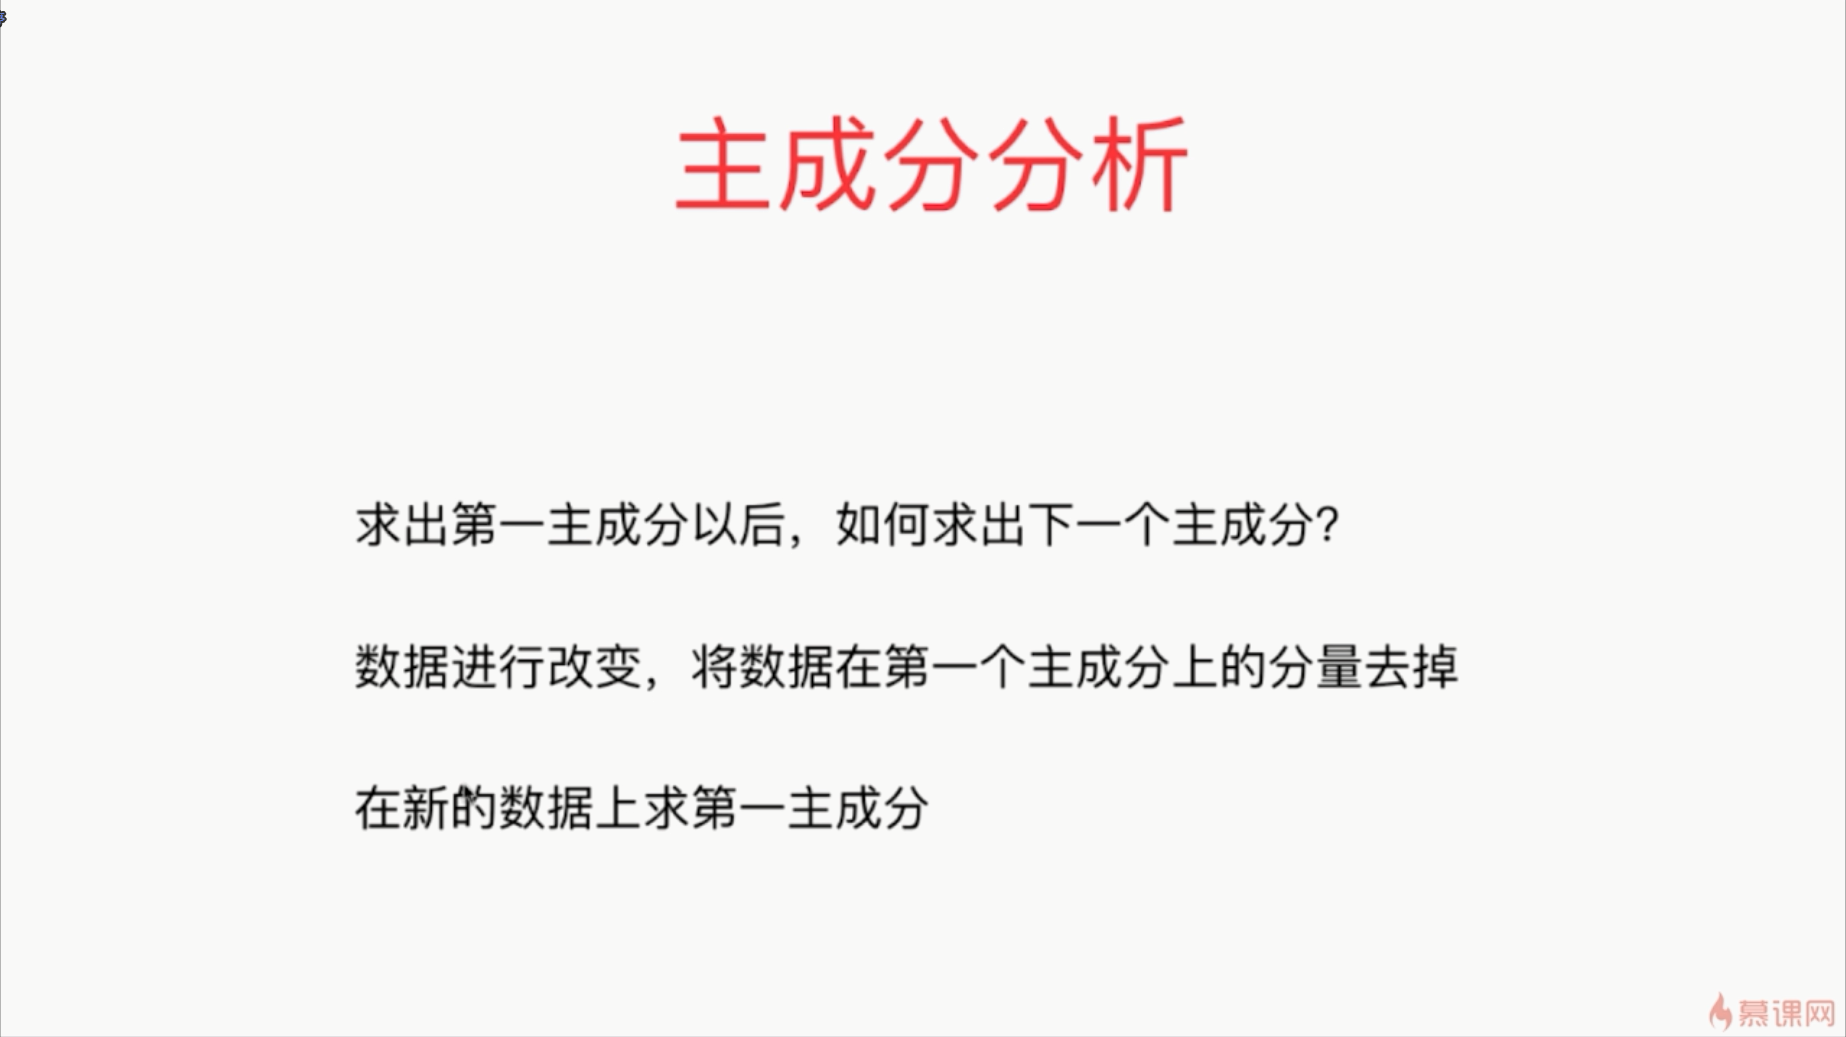 主成分分析
求出第一主成分以后，如何求出下一个主成分？
数据进行改变，将数据在第一个主成分上的分量去掉
在新的数据上求第一主成分
慕课网